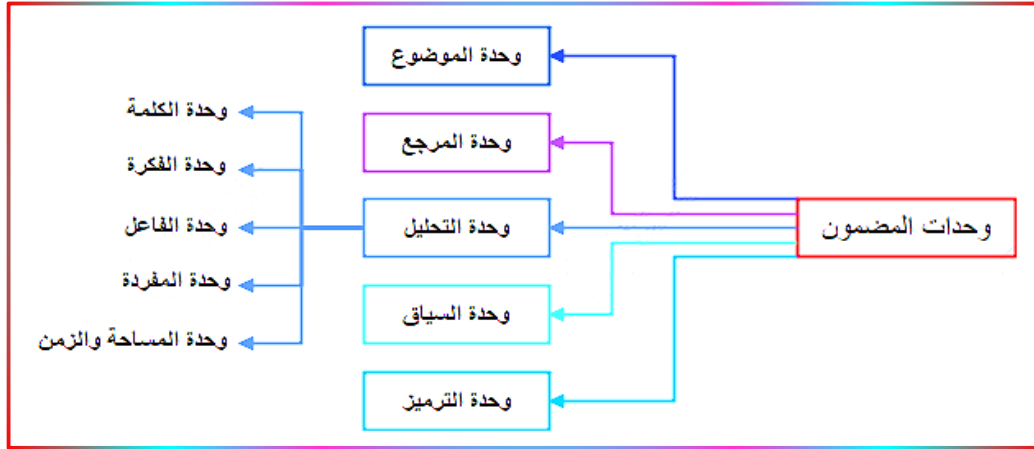 وحدات المضمون
وحدة الموضوع
وحدة المرجع
وحدة التحليل
وحدة السياق
وحدة الترميز
وحدة الكلمة
وحدة الفكرة
وحدة الفاعل
وحدة المفردة
وحدة المساحة والزمن